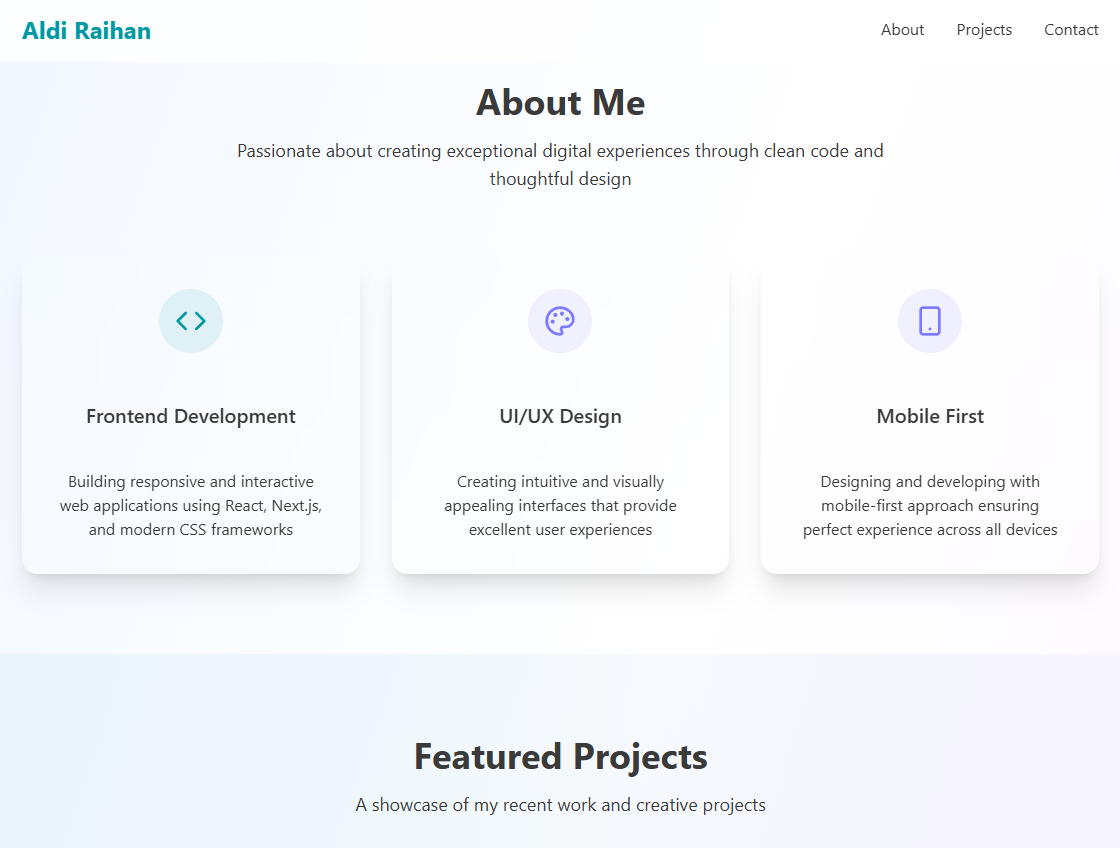 Aldi Raihan
About
Projects
Contact
About Me
Passionate about creating exceptional digital experiences through clean code and
thoughtful design
Frontend Development
Building responsive and interactive
web applications using React, Next.js,
and modern CSS frameworks
UI/UX Design
Creating intuitive and visually
appealing interfaces that provide
excellent user experiences
Mobile First
Designing and developing with
mobile-first approach ensuring
perfect experience across all devices
Featured Projects
A showcase of my recent work and creative projects